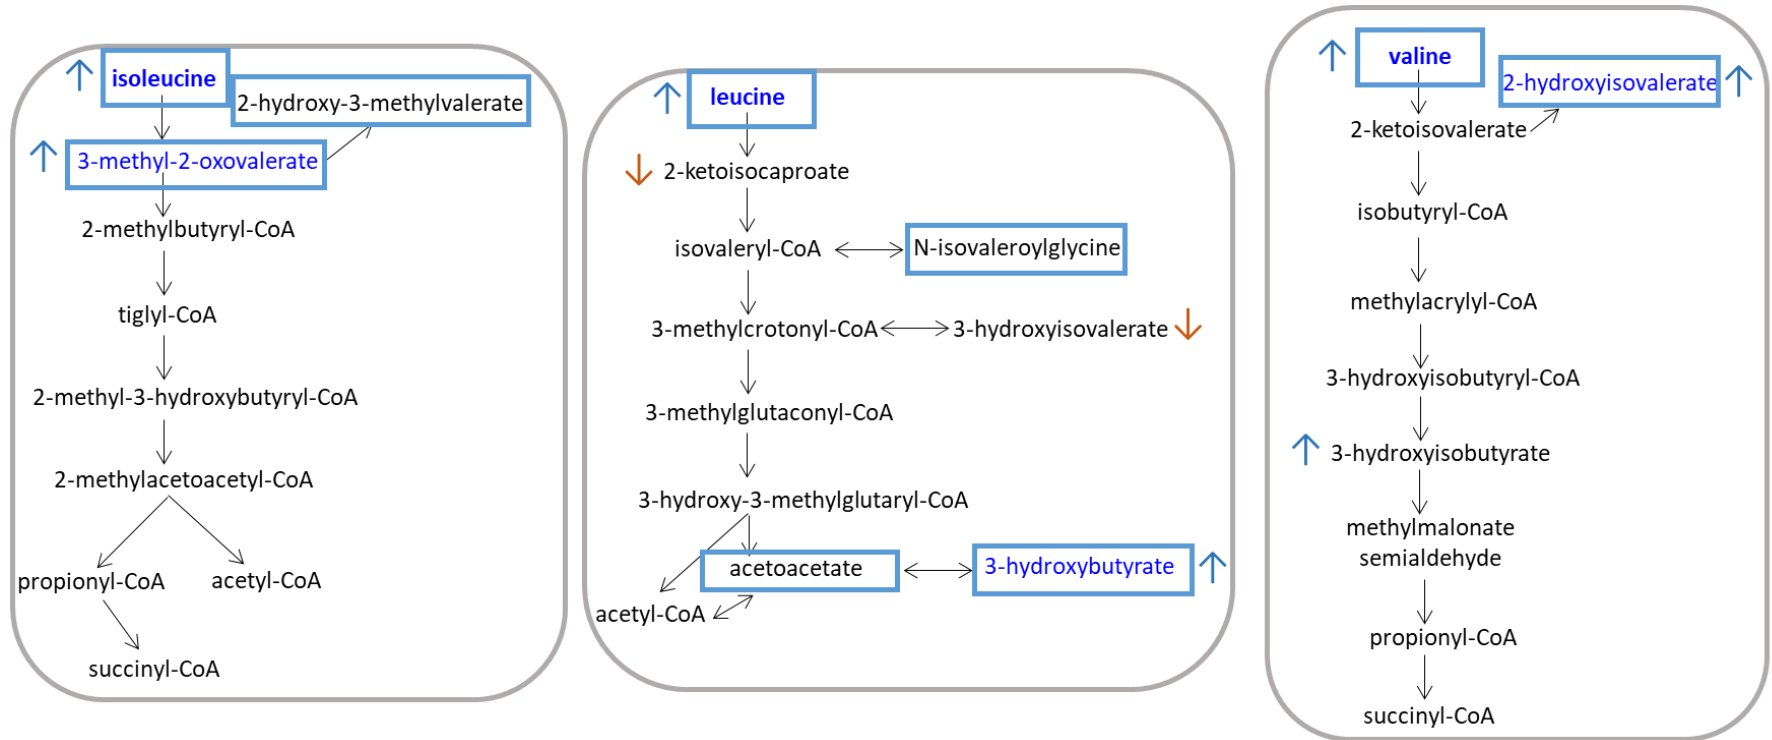 isoleucine
2-hydroxy-3-methylvalerate
3-methyl-2-oxovalerate
2-methylbutyryl-CoA
tiglyl-CoA
2-methyl-3-hydroxybutyryl-CoA
2-methylacetoacetyl-CoA
propionyl-CoA
acetyl-CoA
succinyl-CoA
leucine
2-ketoisocaproate
isovaleryl-CoA
N-isovaleroylglycine
3-methylcrotonyl-CoA
3-hydroxyisovalerate
3-methylglutaconyl-CoA
3-hydroxy-3-methylglutaryl-CoA
acetoacetate
3-hydroxybutyrate
acetyl-CoA
valine
2-hydroxyisovalerate
2-ketoisovalerate
isobutyryl-CoA
methylacrylyl-CoA
3-hydroxyisobutyryl-CoA
3-hydroxyisobutyrate
methylmalonate
semialdehyde
propionyl-CoA
succinyl-CoA